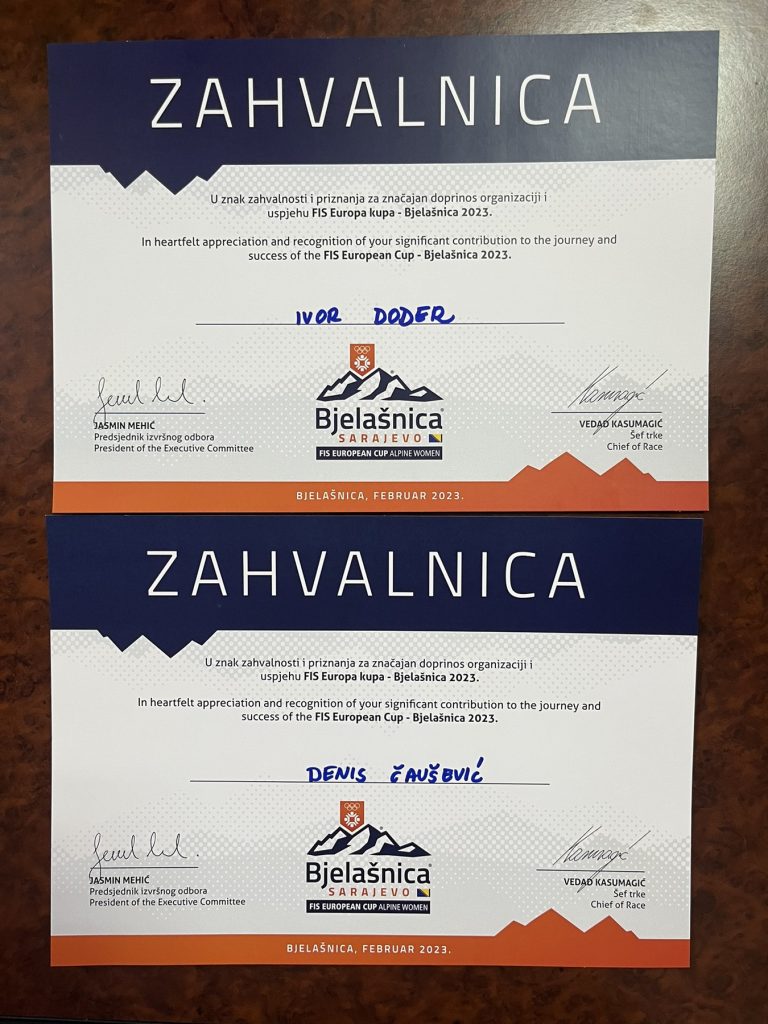 ZAHVALNICA
U znak zahvalnosti i priznanja za značajan doprinos organizaciji i
uspjehu FIS Europa kupa - Bjelašnica 2023.
In heartfelt appreciation and recognition of your significant contribution to the journey and
success of the FIS European Cup - Bjelašnica 2023.
IVOR DODER
JASMIN MEHIĆ
Predsjednik izvršnog odbora
President of the Executive Committee
Bjelašnica
SARAJEVO
FIS EUROPEAN CUP ALPINE WOMEN
VEDAD KASUMAGIĆ
Šef trke
Chief of Race
BJELAŠNICA, FEBRUAR 2023.
ZAHVALNICA
U znak zahvalnosti i priznanja za značajan doprinos organizaciji i
uspjehu FIS Europa kupa - Bjelašnica 2023.
In heartfelt appreciation and recognition of your significant contribution to the journey and
success of the FIS European Cup - Bjelašnica 2023.
DENIS ČAUŠEVIĆ
JASMIN MEHIĆ
Predsjednik izvršnog odbora
President of the Executive Committee
Bjelašnica
SARAJEVO
FIS EUROPEAN CUP ALPINE WOMEN
VEDAD KASUMAGIĆ
Šef trke
Chief of Race
BJELAŠNICA, FEBRUAR 2023.